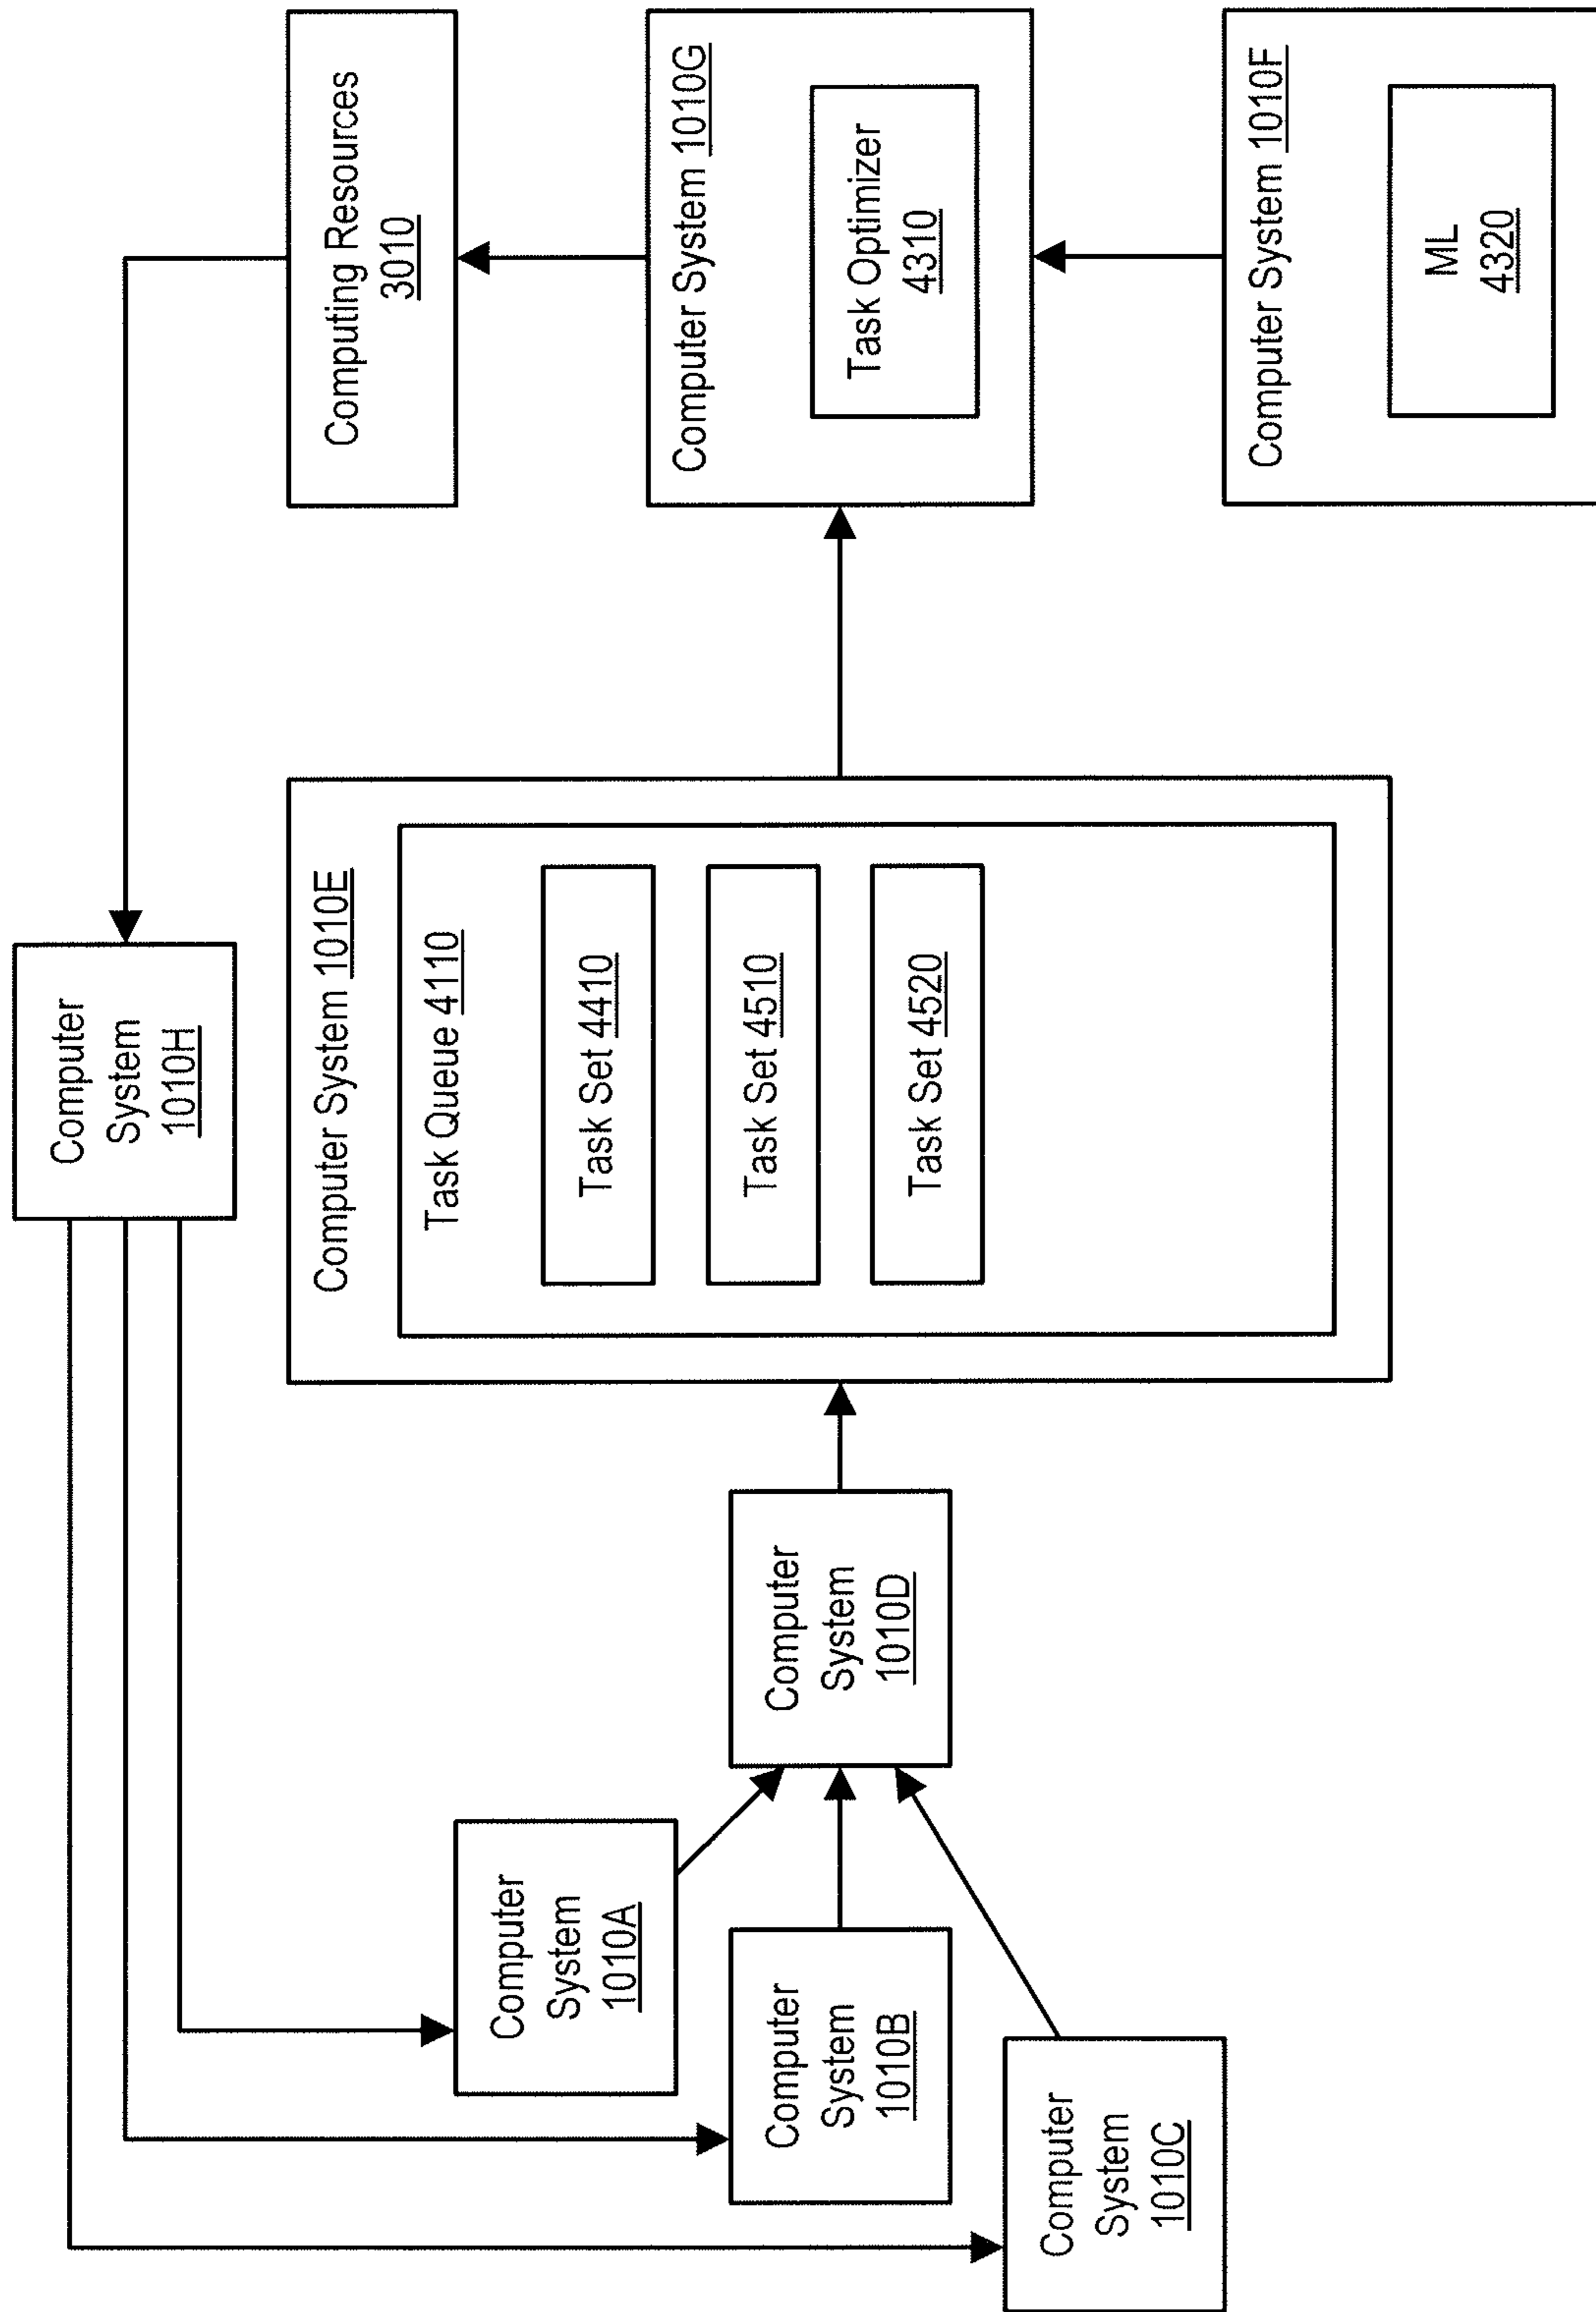 Computer
System
1010H
Computing Resources
3010
Computer System 1010E
Task Queue 4110
Task Set 4410
Task Set 4510
Task Set 4520
Computer System 1010G
Task Optimizer
4310
Computer System 1010F
ML
4320
Computer
System
1010D
Computer
System
1010A
Computer
System
1010B
Computer
System
1010C